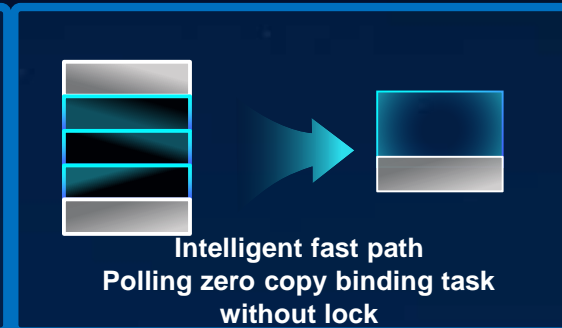 Intelligent fast path
Polling zero copy binding task
without lock